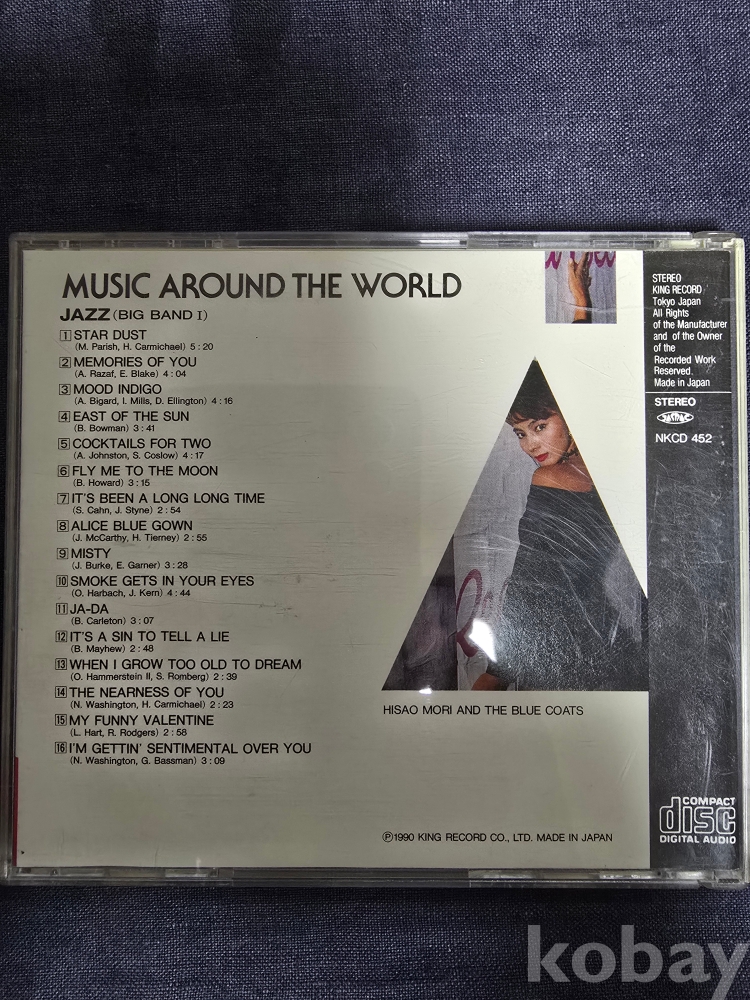 MUSIC AROUND THE WORLD
JAZZ (BIG BAND I)
1 STAR DUST
(M. Parish, H. Carmichael) 5 : 20
2 MEMORIES OF YOU
(A. Razaf, E. Blake) 4 : 04
3 MOOD INDIGO
(A. Bigard, I. Mills, D. Ellington) 4 : 16
4 EAST OF THE SUN
(B. Bowman) 3 : 41
5 COCKTAILS FOR TWO
(A. Johnston, S. Coslow) 4 : 17
6 FLY ME TO THE MOON
(B. Howard) 3 : 15
7 IT'S BEEN A LONG LONG TIME
(S. Cahn, J. Styne) 2 : 54
8 ALICE BLUE GOWN
(J. McCarthy, H. Tierney) 2 : 55
9 MISTY
(J. Burke, E. Garner) 3 : 28
10 SMOKE GETS IN YOUR EYES
(O. Harbach, J. Kern) 4 : 44
11 JA-DA
(B. Carleton) 3 : 07
12 IT'S A SIN TO TELL A LIE
(B. Mayhew) 2 : 48
13 WHEN I GROW TOO OLD TO DREAM
(O. Hammerstein II, S. Romberg) 2 : 39
14 THE NEARNESS OF YOU
(N. Washington, H. Carmichael) 2 : 23
15 MY FUNNY VALENTINE
(L. Hart, R. Rodgers) 2 : 58
16 I'M GETTIN' SENTIMENTAL OVER YOU
(N. Washington, G. Bassman) 3 : 09
HISAO MORI AND THE BLUE COATS
Ⓟ1990 KING RECORD CO., LTD. MADE IN JAPAN
STEREO
KING RECORD
Tokyo Japan
All Rights
of the Manufacturer
and of the Owner
of the
Recorded Work
Reserved.
Made in Japan
STEREO
JASRAC
NKCD 452
COMPACT
disc
DIGITAL AUDIO
kobay